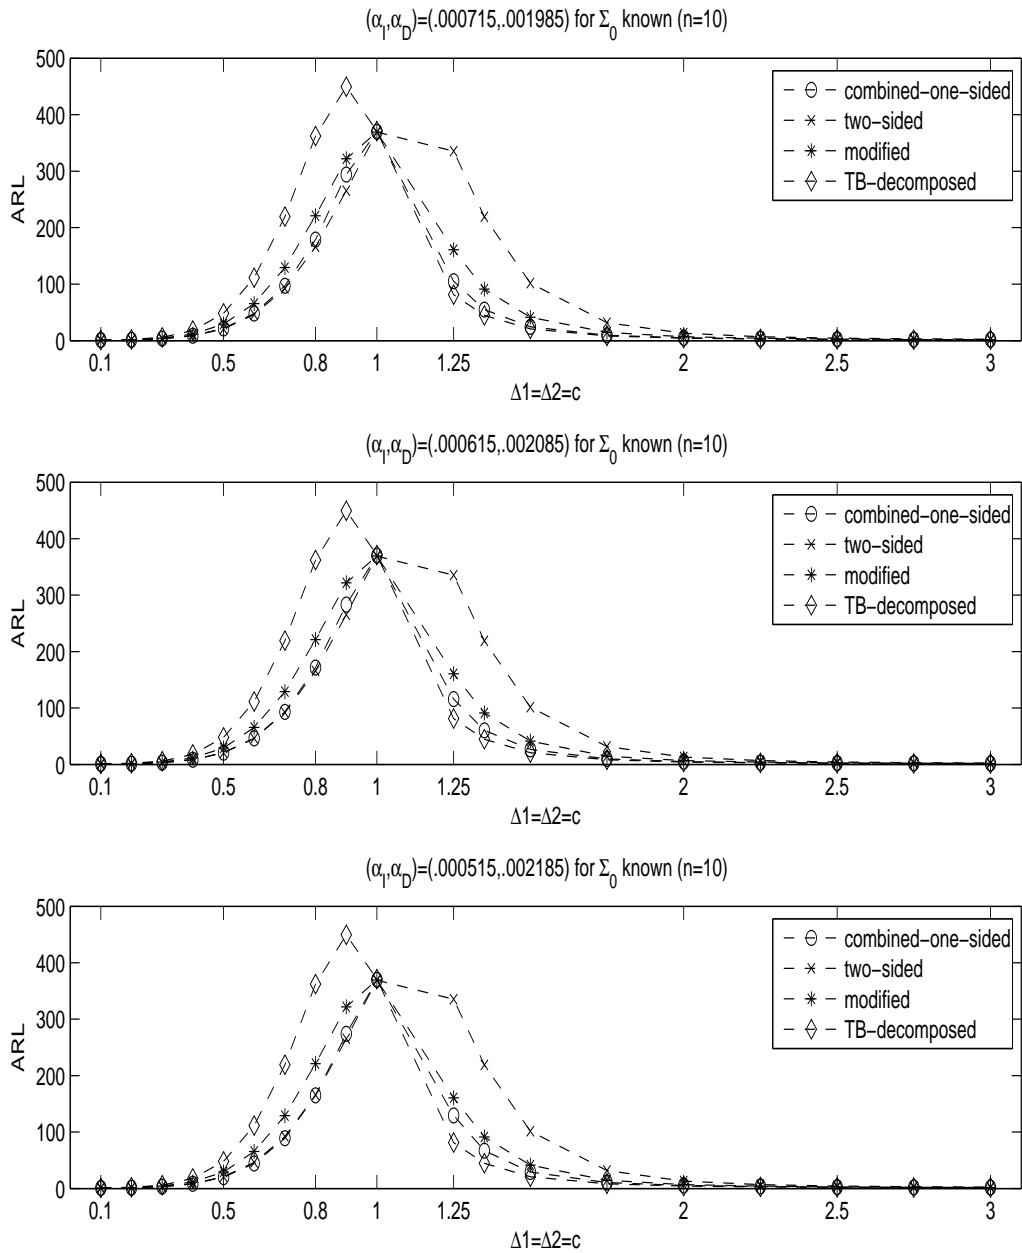 (α_I,α_D)=(.000715,.001985) for Σ_0 known (n=10)
500
400
300
200
100
0
ARL
combined-one-sided
two-sided
modified
TB-decomposed
0.1
0.5
0.8
1
1.25
2
2.5
3
Δ1=Δ2=c
(α_I,α_D)=(.000615,.002085) for Σ_0 known (n=10)
500
400
300
200
100
0
ARL
combined-one-sided
two-sided
modified
TB-decomposed
0.1
0.5
0.8
1
1.25
2
2.5
3
Δ1=Δ2=c
(α_I,α_D)=(.000515,.002185) for Σ_0 known (n=10)
500
400
300
200
100
0
ARL
combined-one-sided
two-sided
modified
TB-decomposed
0.1
0.5
0.8
1
1.25
2
2.5
3
Δ1=Δ2=c